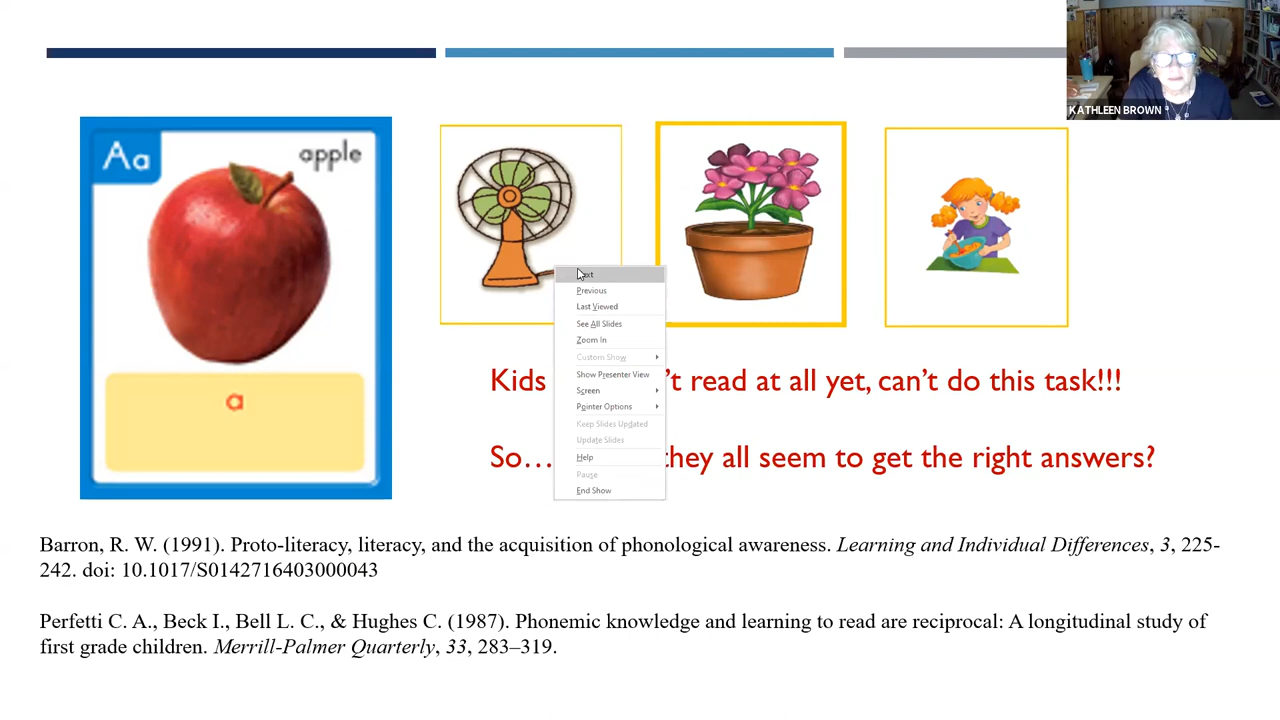 KATHLEEN BROWN
Aa
apple
a
Next
Previous
Last Viewed
See All Slides
Zoom In
Custom Show
Show Presenter View
Screen
Pointer Options
Keep Slides Updated
Update Slides
Help
Pause
End Show
Kids 't read at all yet, can't do this task!!!
So… they all seem to get the right answers?
Barron, R. W. (1991). Proto-literacy, literacy, and the acquisition of phonological awareness. Learning and Individual Differences, 3, 225-
242. doi: 10.1017/S0142716403000043
Perfetti C. A., Beck I., Bell L. C., & Hughes C. (1987). Phonemic knowledge and learning to read are reciprocal: A longitudinal study of
first grade children. Merrill-Palmer Quarterly, 33, 283–319.